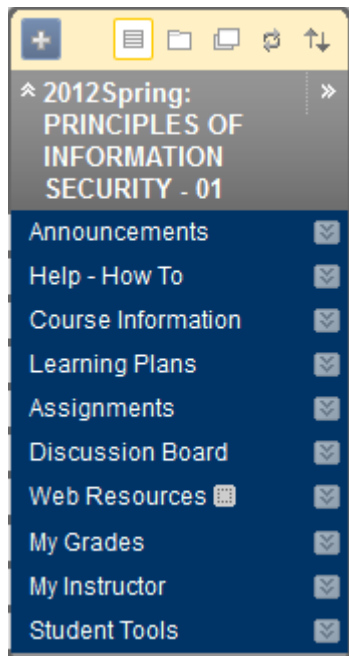 2012Spring:
PRINCIPLES OF
INFORMATION
SECURITY - 01
Announcements
Help - How To
Course Information
Learning Plans
Assignments
Discussion Board
Web Resources
My Grades
My Instructor
Student Tools